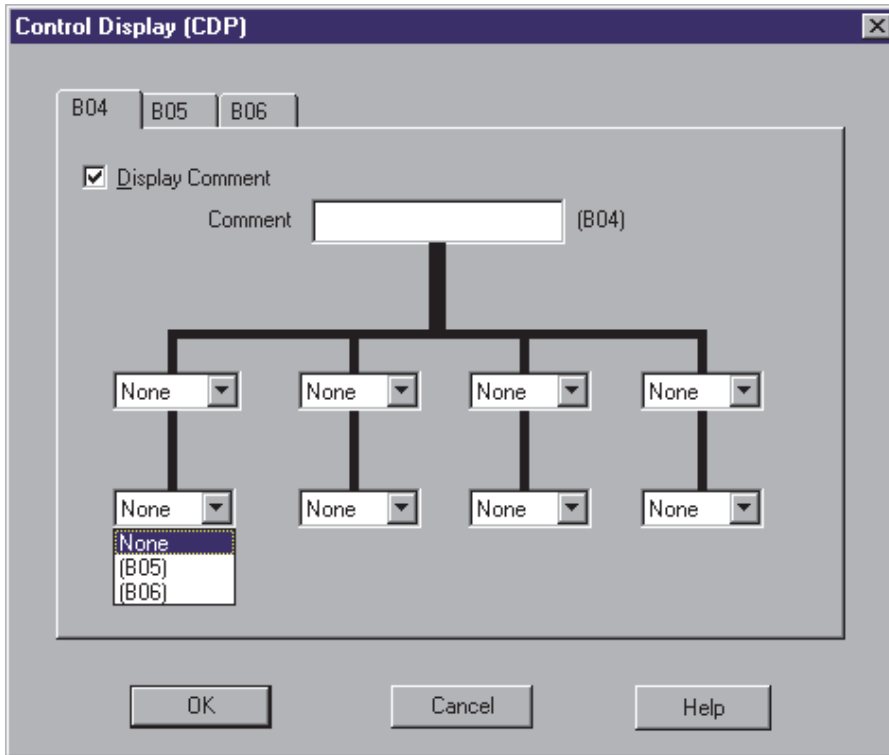 Control Display (CDP)
B04 B05 B06
Display Comment
Comment (B04)
None None None None
None None None None
None
(B05)
(B06)
OK Cancel Help